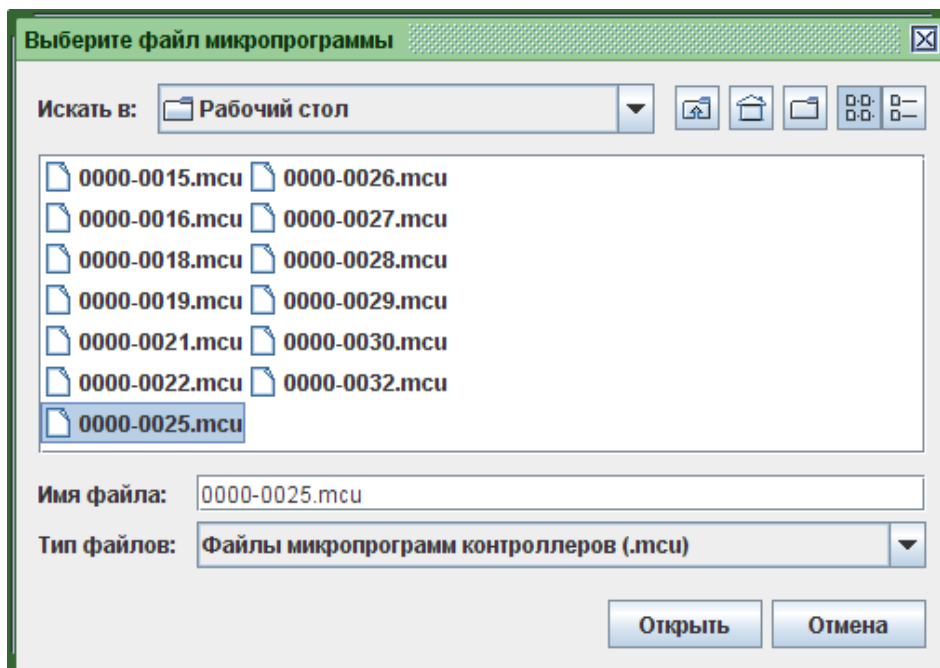 Выберите файл микропрограммы
Искать в: Рабочий стол
0000-0015.mcu 0000-0026.mcu
0000-0016.mcu 0000-0027.mcu
0000-0018.mcu 0000-0028.mcu
0000-0019.mcu 0000-0029.mcu
0000-0021.mcu 0000-0030.mcu
0000-0022.mcu 0000-0032.mcu
0000-0025.mcu
Имя файла: 0000-0025.mcu
Тип файлов: Файлы микропрограмм контроллеров (.mcu)
Открыть Отмена